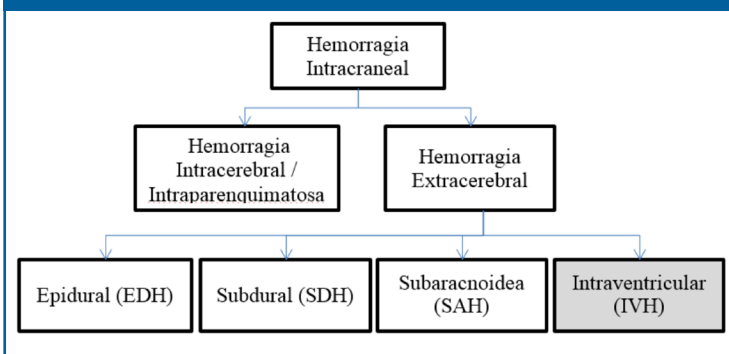 Hemorragia
Intracraneal
Hemorragia
Intracerebral /
Intraparenquimatosa
Hemorragia
Extracerebral
Epidural (EDH)
Subdural (SDH)
Subaracnoidea
(SAH)
Intraventricular
(IVH)